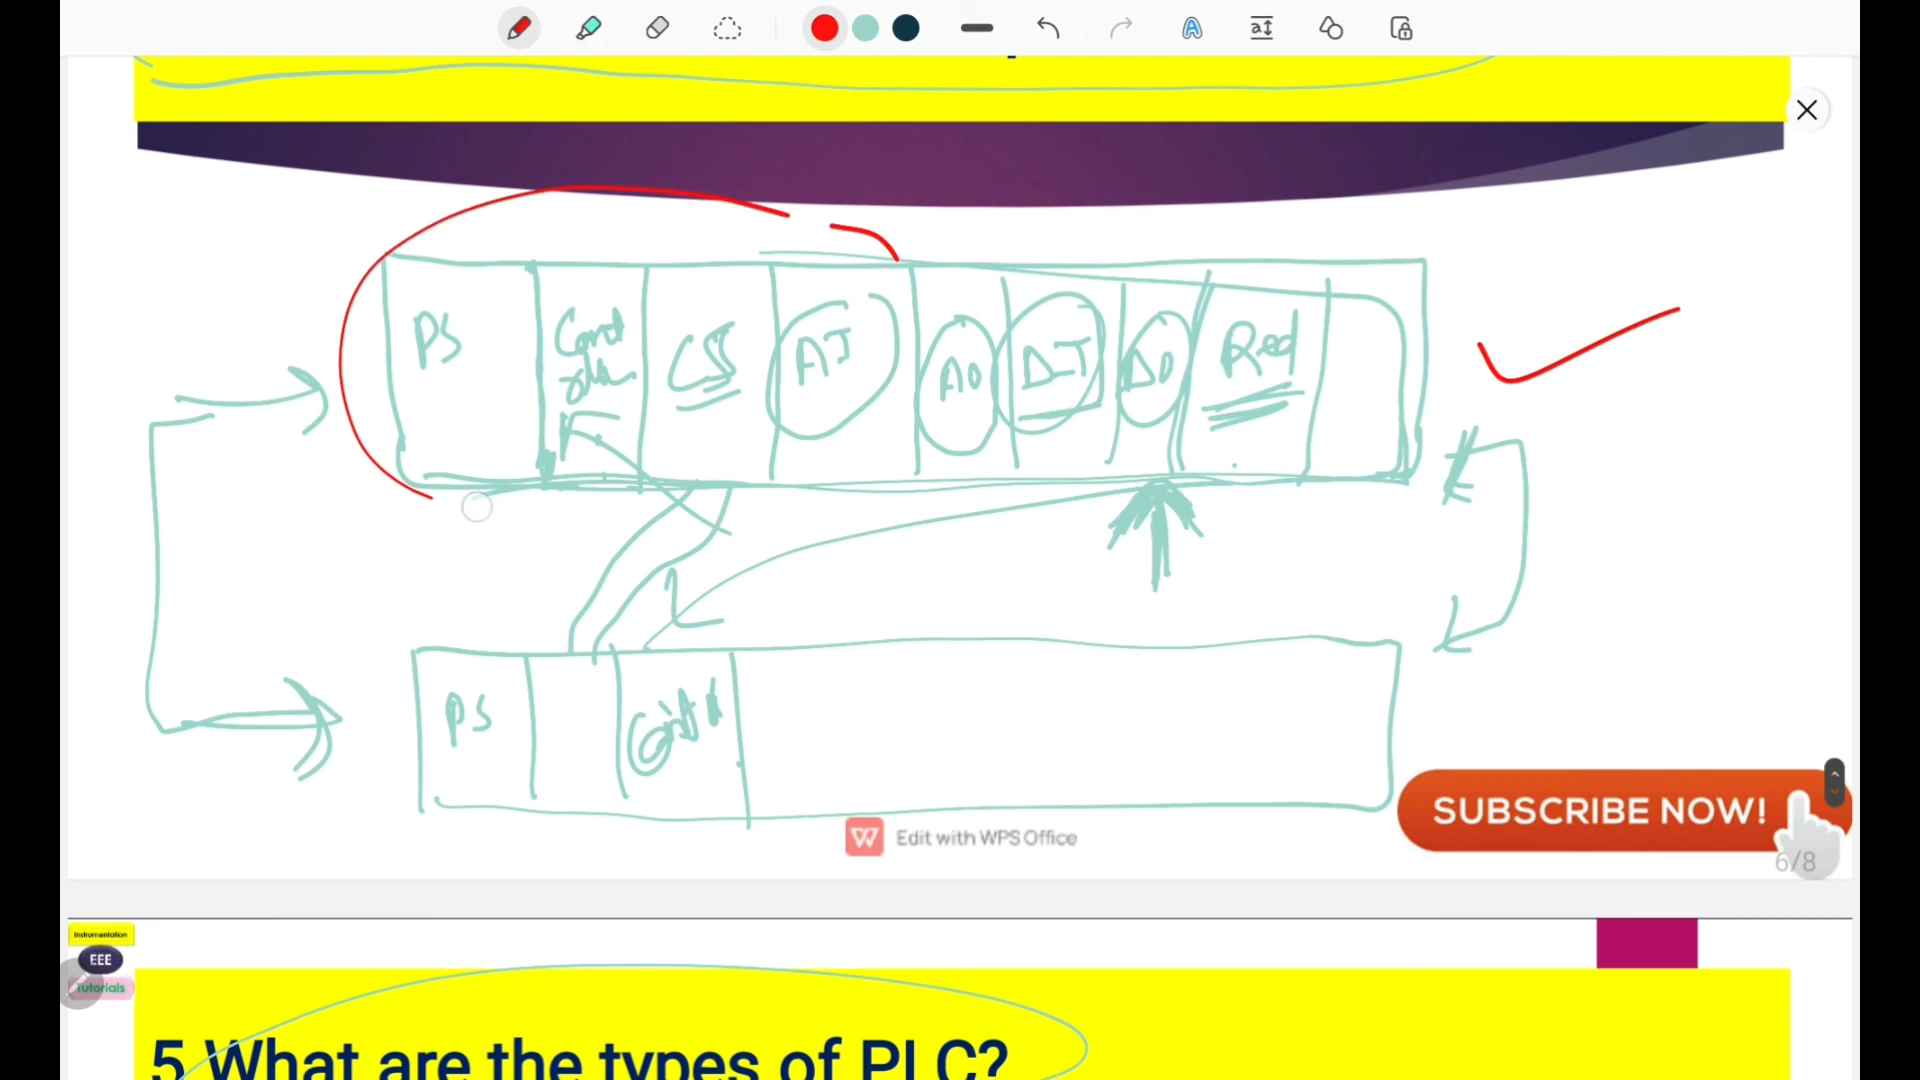 PS
CS
AI
AO
DI
DO
Red
PS
SUBSCRIBE NOW!
Edit with WPS Office
6/8
Instrumentation
EEE
Tutorials
5 What are the types of PLC?